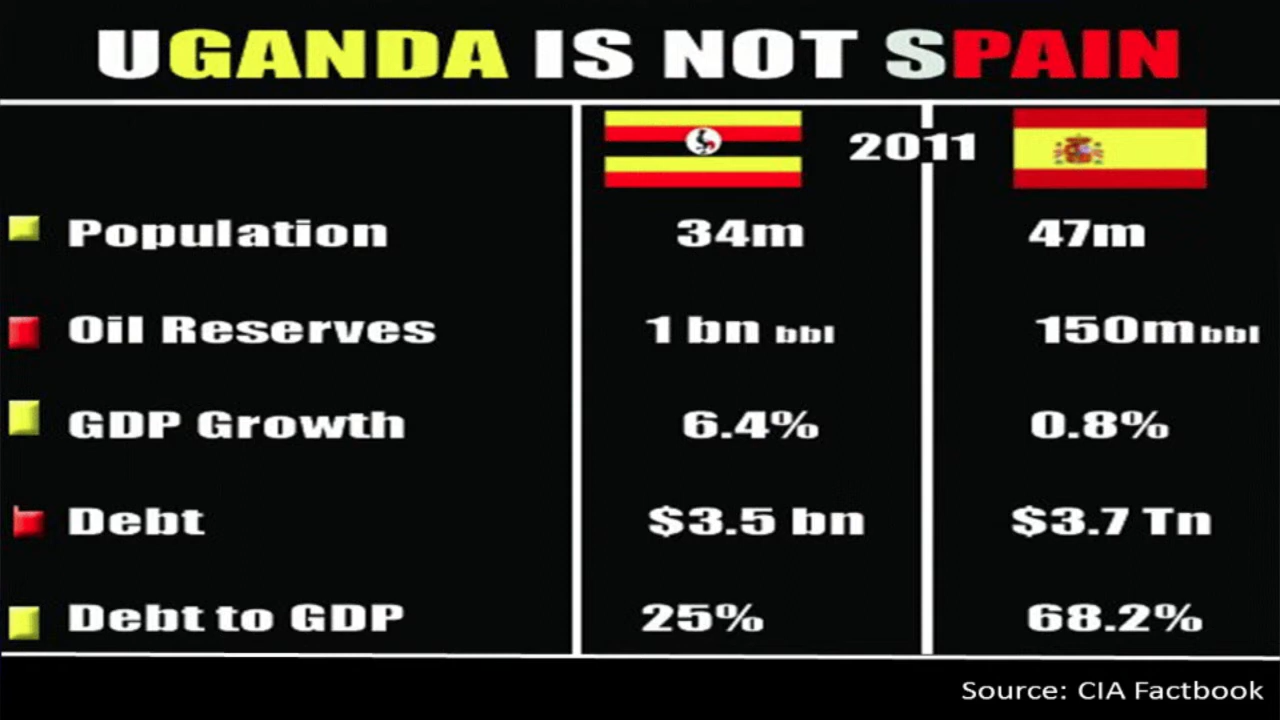 UGANDA IS NOT SPAIN
2011
Population 34m 47m
Oil Reserves 1 bn bbl 150m bbl
GDP Growth 6.4% 0.8%
Debt $3.5 bn $3.7 Tn
Debt to GDP 25% 68.2%
Source: CIA Factbook